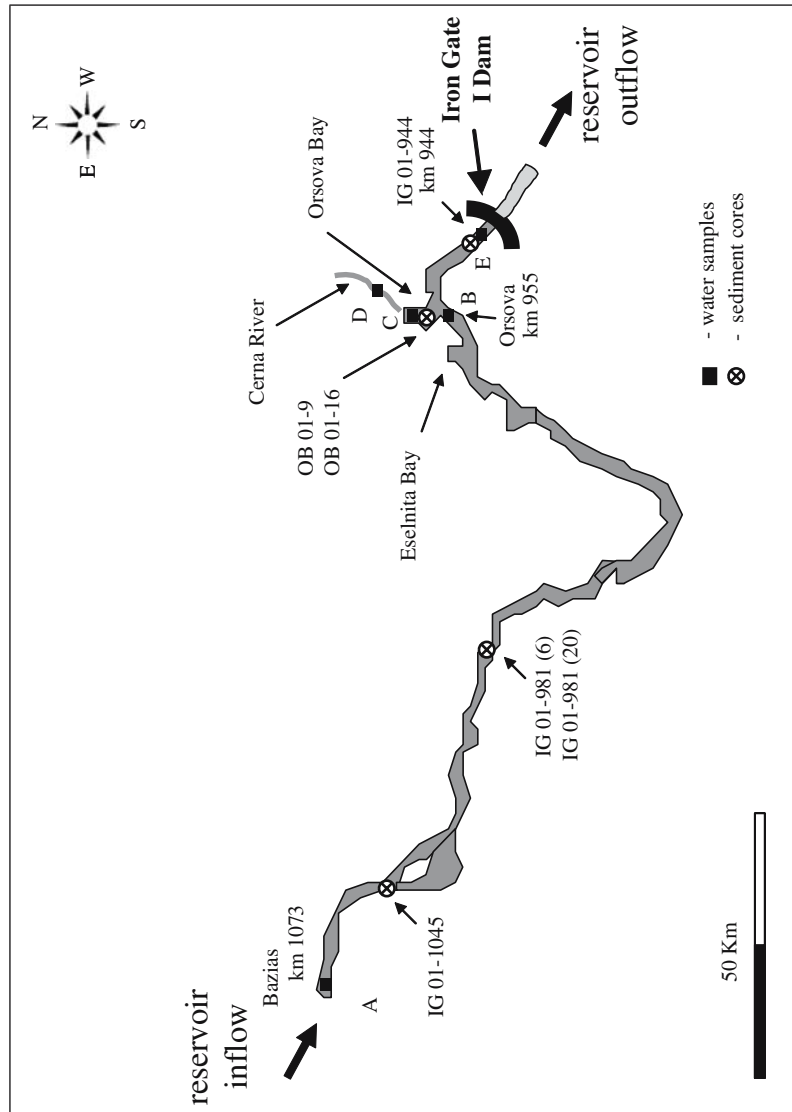 reservoir
inflow
Bazias
km 1073
A
IG 01-1045
IG 01-981 (6)
IG 01-981 (20)
Cerna River
OB 01-9
OB 01-16
Eselnita Bay
D
C
Orsova Bay
B
Orsova
km 955
E
IG 01-944
km 944
Iron Gate
I Dam
reservoir
outflow
N
E
W
S
50 Km
- water samples
- sediment cores